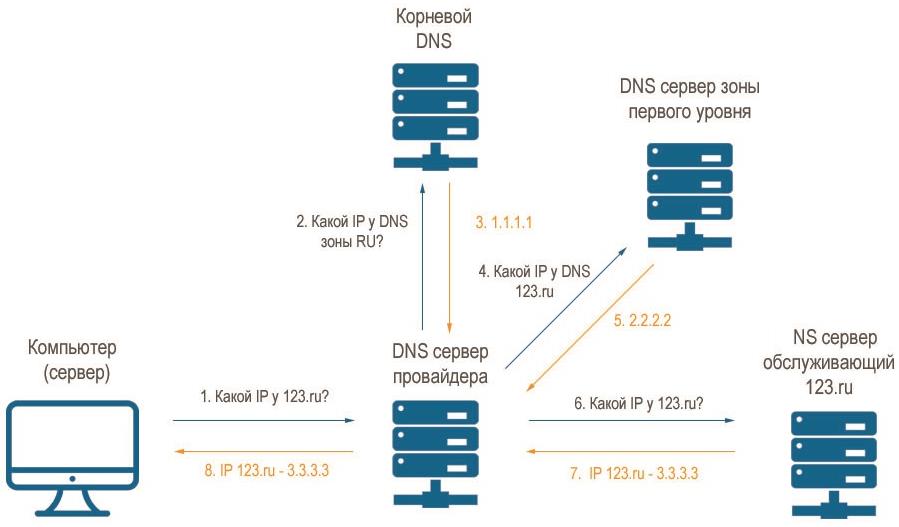 Корневой
DNS
DNS сервер зоны
первого уровня
2. Какой IP у DNS
зоны RU?
3. 1.1.1.1
4. Какой IP у DNS
123.ru
5. 2.2.2.2
Компьютер
(сервер)
DNS сервер
провайдера
NS сервер
обслуживающий
123.ru
1. Какой IP у 123.ru?
6. Какой IP у 123.ru?
8. IP 123.ru - 3.3.3.3
7. IP 123.ru - 3.3.3.3